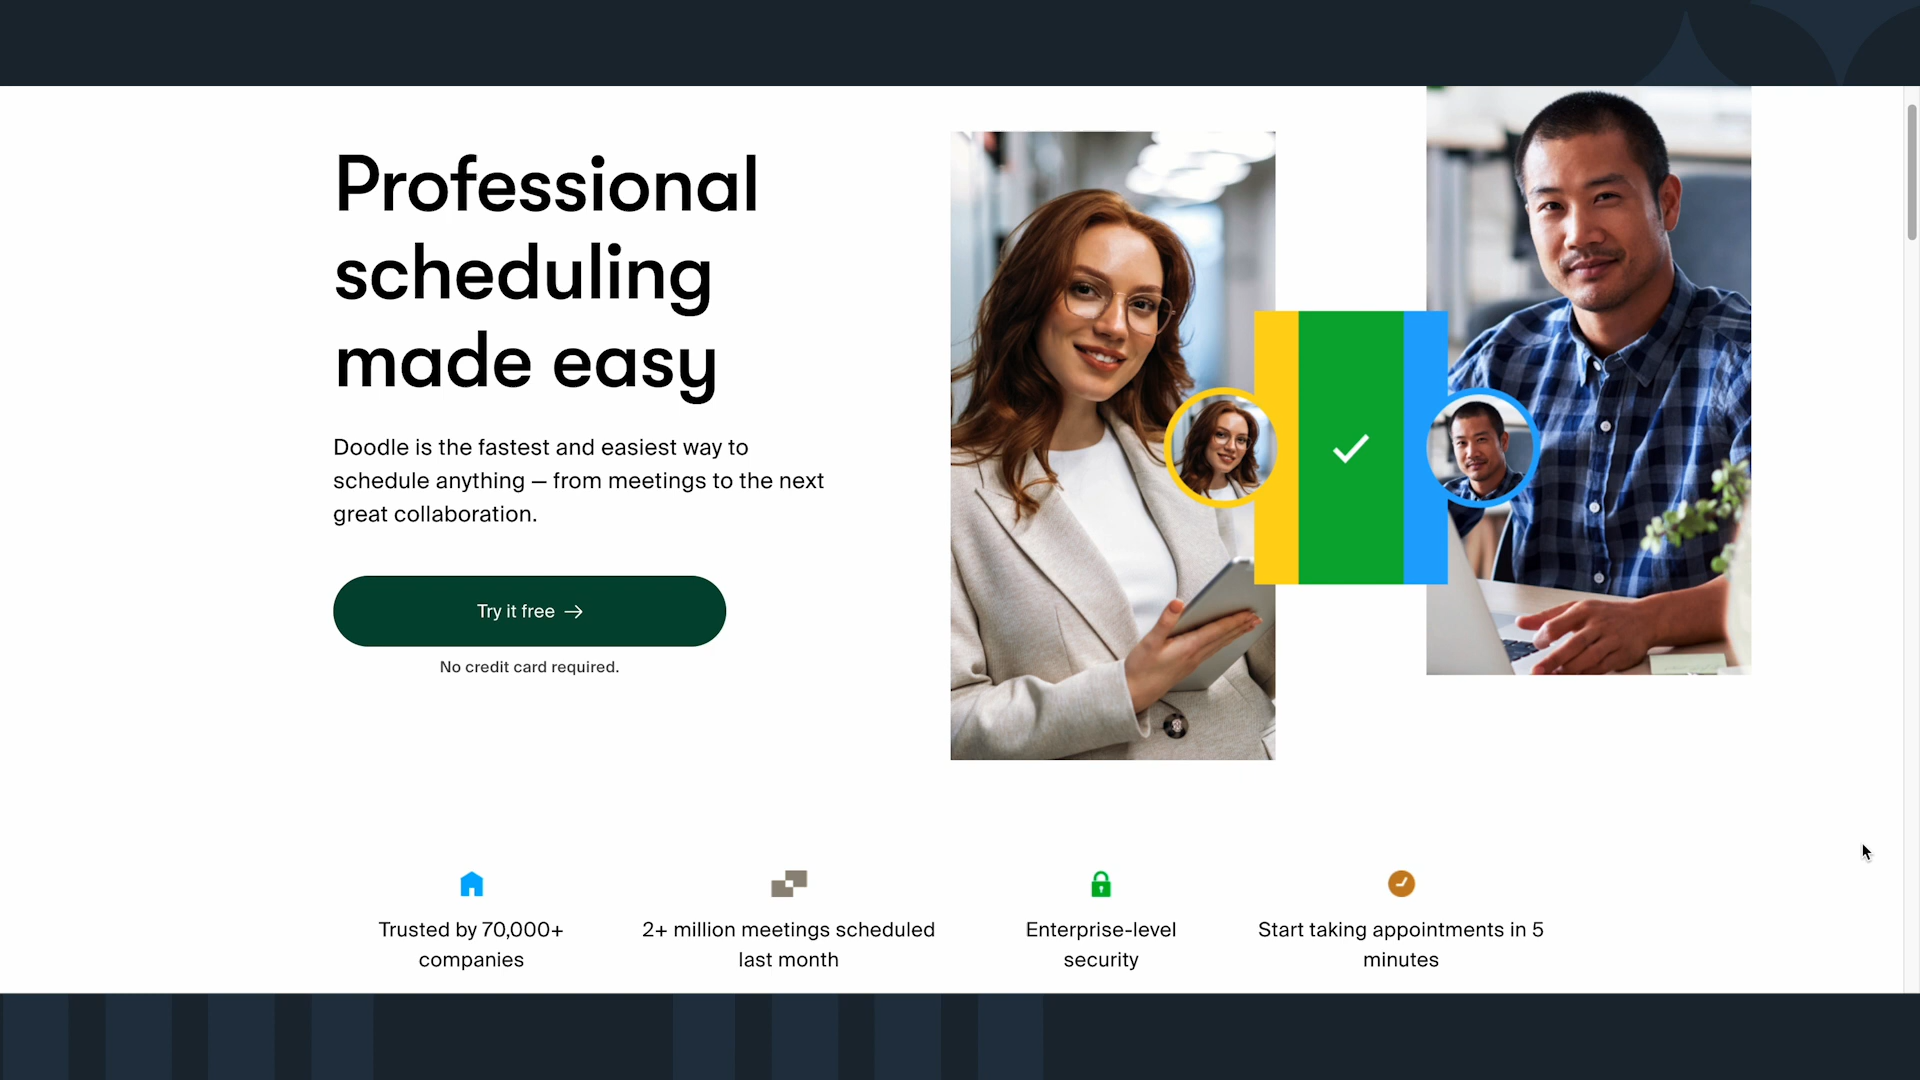 Professional
scheduling
made easy
Doodle is the fastest and easiest way to
schedule anything — from meetings to the next
great collaboration.
Try it free →
No credit card required.
Trusted by 70,000+
companies
2+ million meetings scheduled
last month
Enterprise-level
security
Start taking appointments in 5
minutes